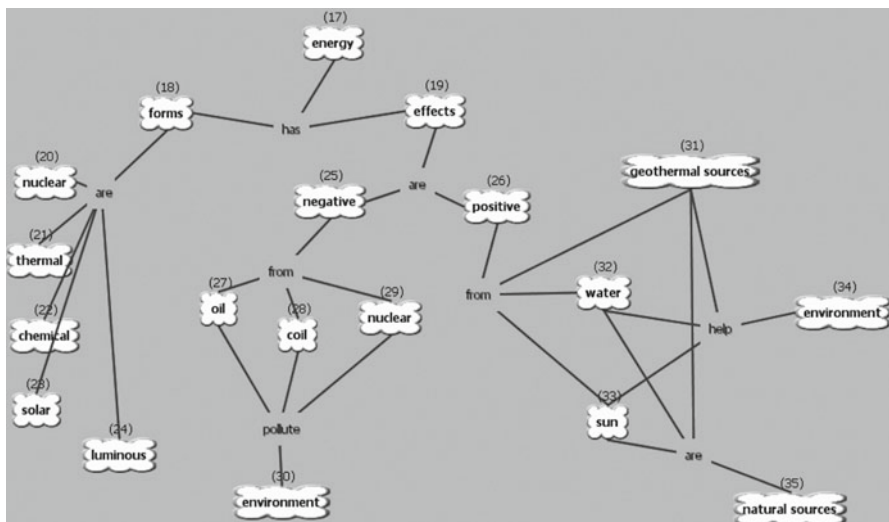 (17)
energy
(18)
forms
(19)
effects
has
(20)
nuclear
are
(25)
negative
are
(26)
positive
(31)
geothermal sources
(21)
thermal
from
(27)
oil
(28)
coil
(29)
nuclear
from
(32)
water
(34)
environment
help
(22)
chemical
(23)
solar
(24)
luminous
pollute
(33)
sun
are
(30)
environment
(35)
natural sources